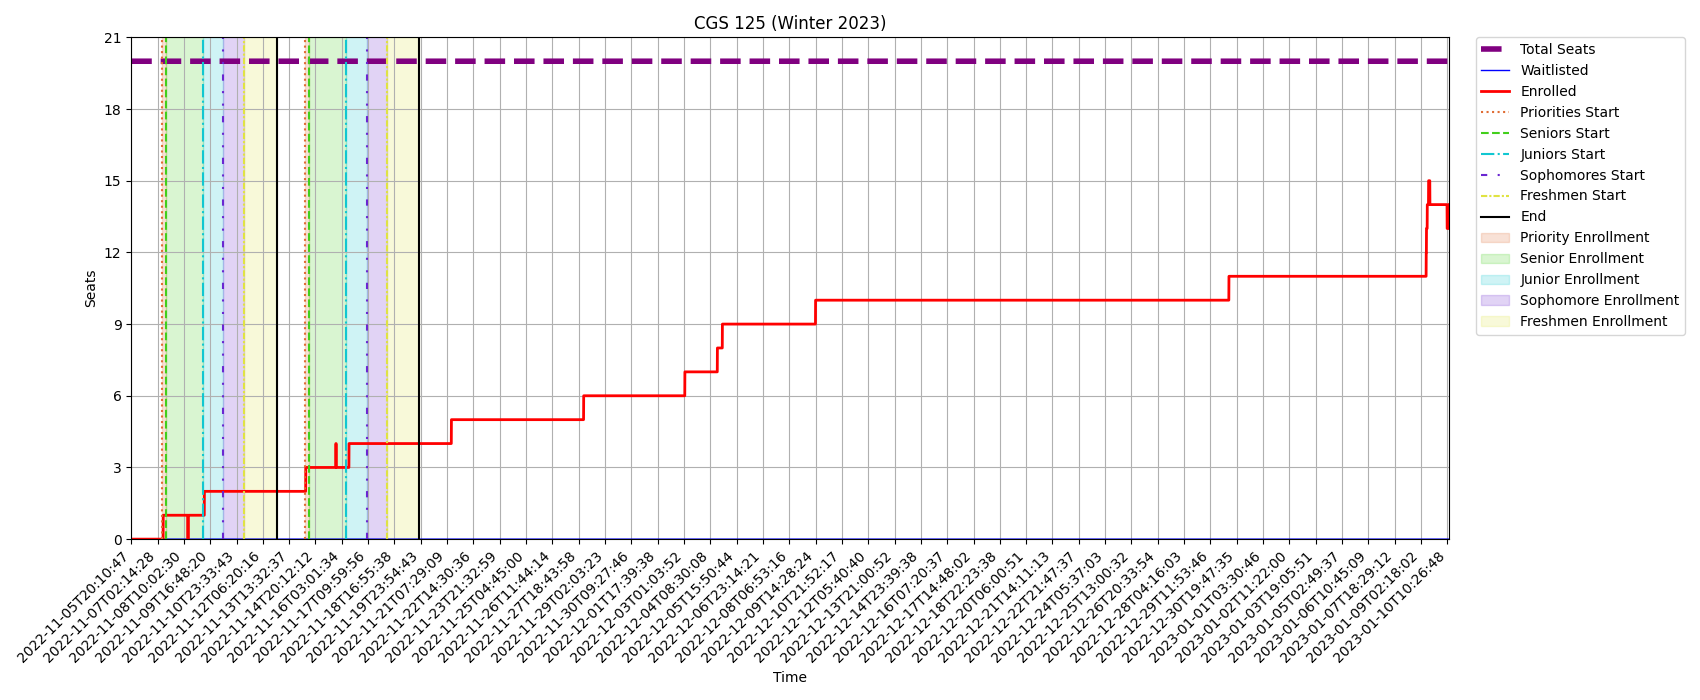 CGS 125 (Winter 2023)
Seats
21
18
15
12
9
6
3
0
2022-11-05T20:10:47
2022-11-07T02:14:28
2022-11-08T10:02:30
2022-11-09T16:48:20
2022-11-10T23:33:43
2022-11-12T06:20:16
2022-11-13T13:32:37
2022-11-14T20:12:12
2022-11-16T03:01:34
2022-11-17T09:59:56
2022-11-18T16:55:38
2022-11-19T23:54:43
2022-11-21T07:29:09
2022-11-22T14:30:36
2022-11-23T21:32:59
2022-11-25T04:45:00
2022-11-26T11:44:14
2022-11-27T18:43:58
2022-11-29T02:03:23
2022-11-30T09:27:46
2022-12-01T17:39:38
2022-12-03T01:03:52
2022-12-04T08:30:08
2022-12-05T15:50:44
2022-12-06T23:14:21
2022-12-08T06:53:16
2022-12-09T14:28:24
2022-12-10T21:52:17
2022-12-12T05:40:40
2022-12-13T21:00:52
2022-12-14T23:39:38
2022-12-16T07:20:37
2022-12-17T14:48:02
2022-12-18T22:23:38
2022-12-20T06:00:51
2022-12-21T14:11:13
2022-12-22T21:47:37
2022-12-24T05:37:03
2022-12-25T13:00:32
2022-12-26T20:33:54
2022-12-28T04:16:03
2022-12-29T11:53:46
2022-12-30T19:47:35
2023-01-01T03:30:46
2023-01-02T11:22:00
2023-01-03T19:05:51
2023-01-05T02:49:37
2023-01-06T10:45:09
2023-01-07T18:29:12
2023-01-09T02:18:02
2023-01-10T10:26:48
Time
Total Seats
Waitlisted
Enrolled
Priorities Start
Seniors Start
Juniors Start
Sophomores Start
Freshmen Start
End
Priority Enrollment
Senior Enrollment
Junior Enrollment
Sophomore Enrollment
Freshmen Enrollment